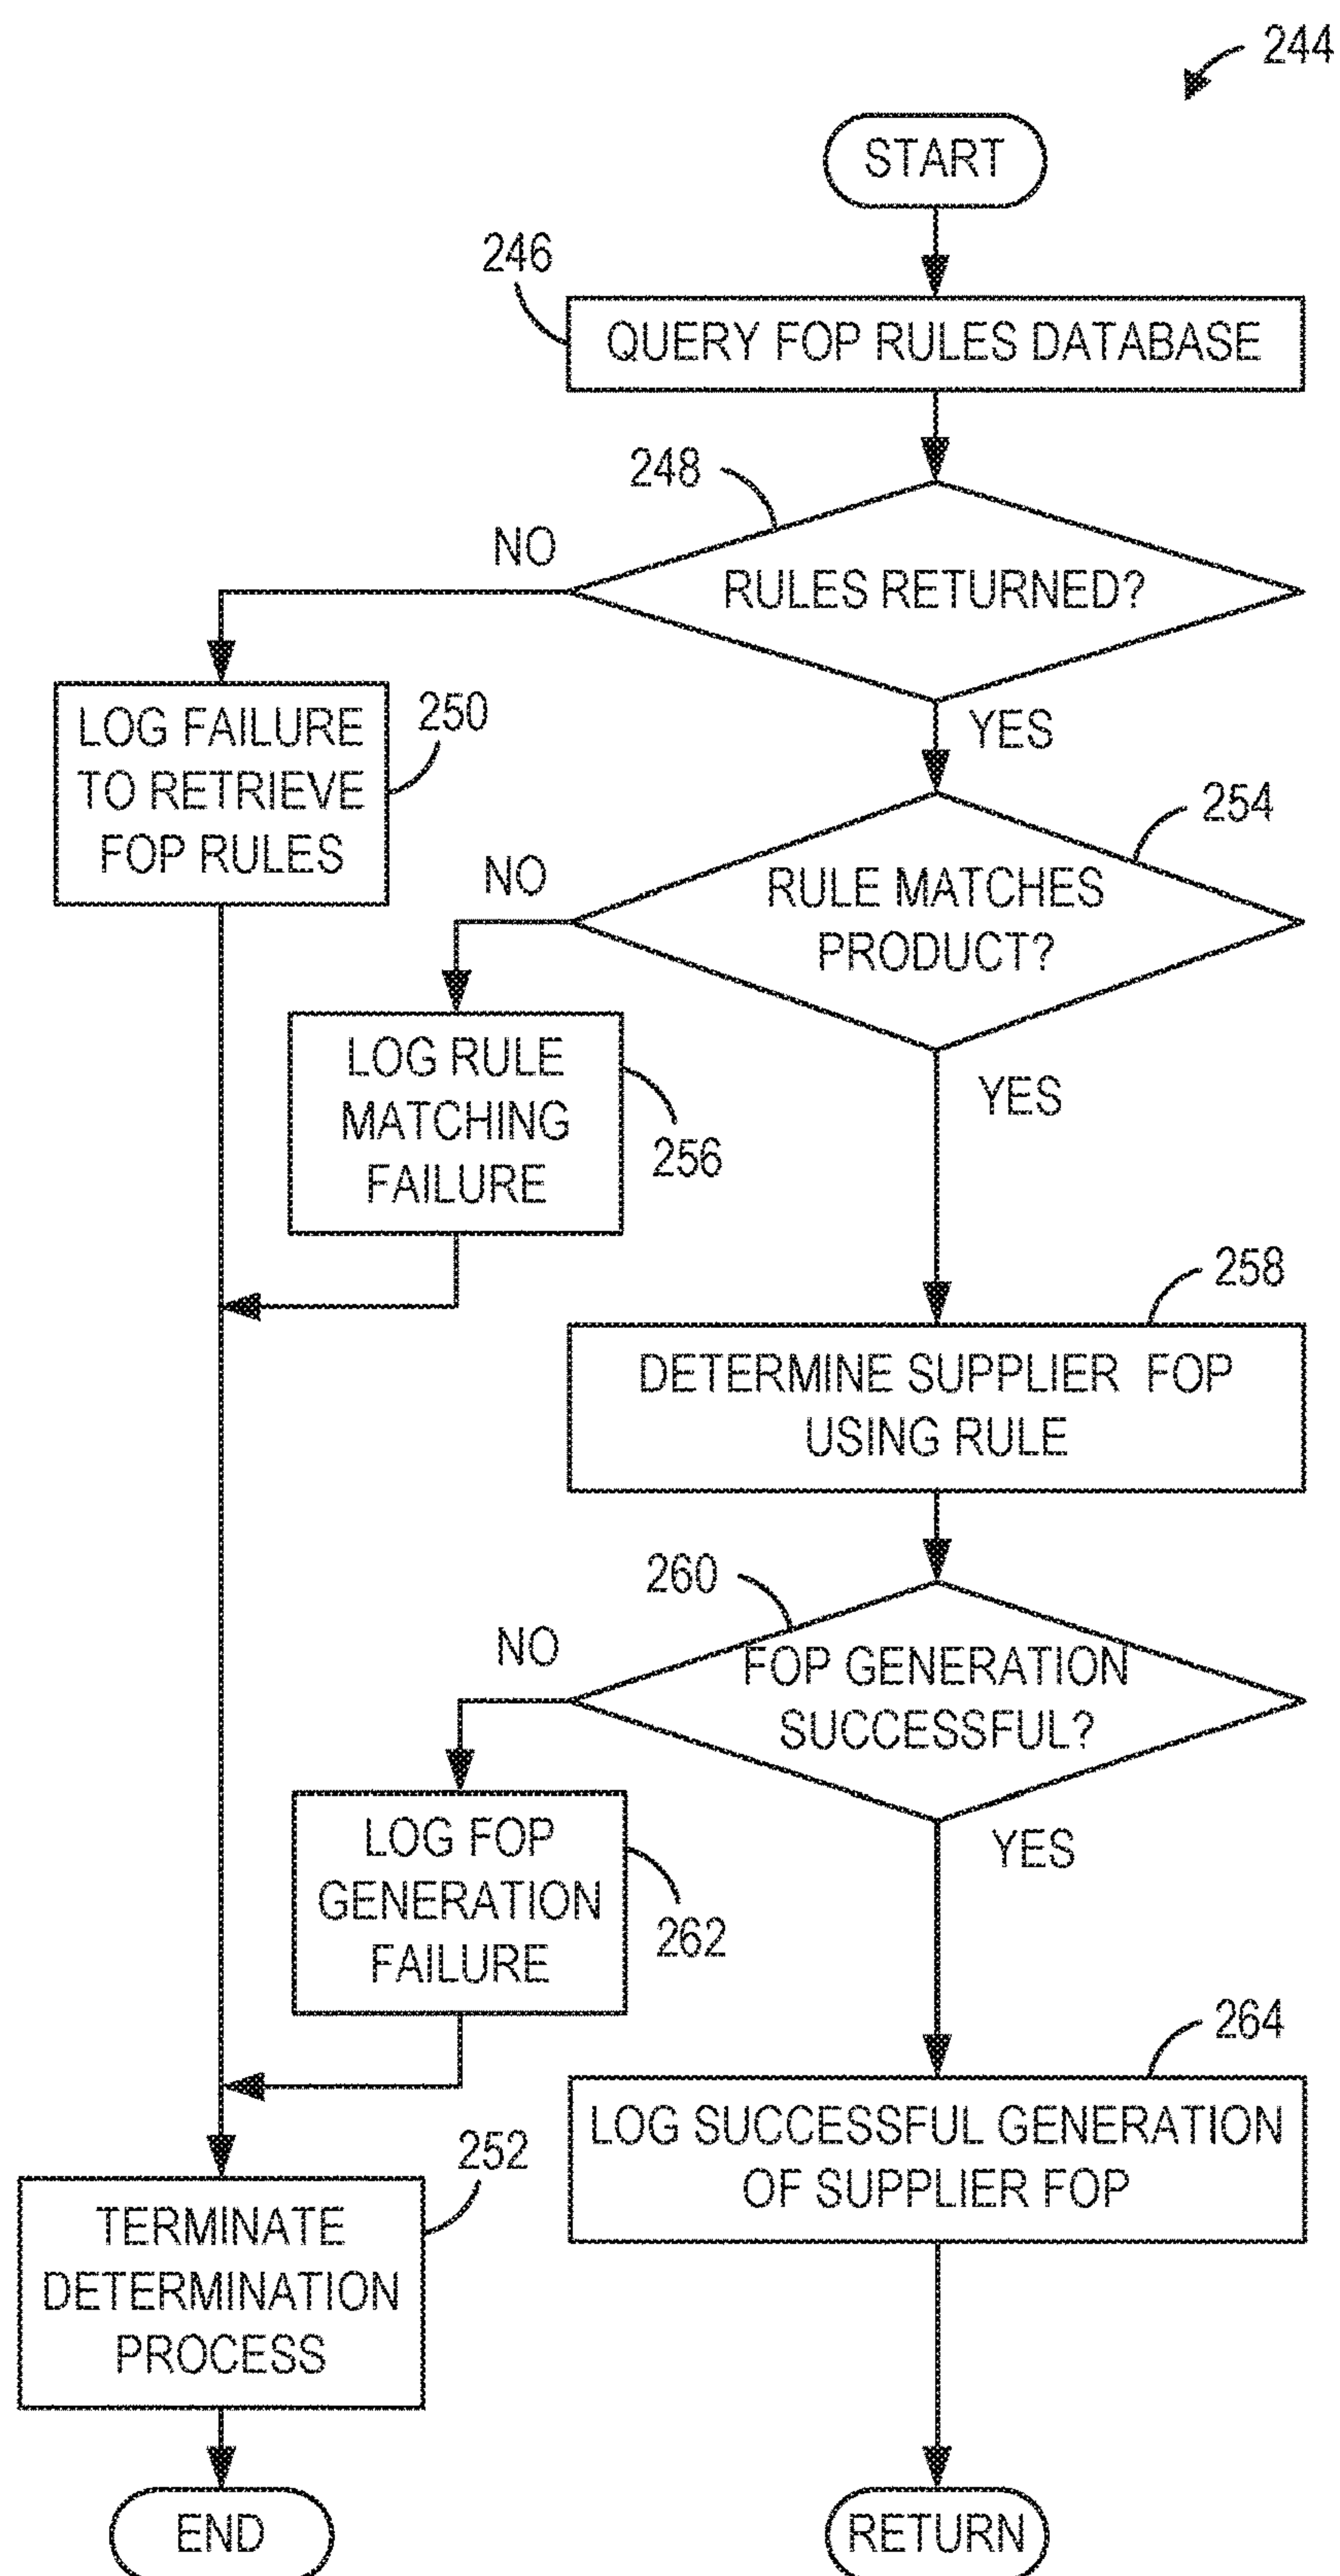 244
START
246
QUERY FOP RULES DATABASE
248
NO
RULES RETURNED?
YES
LOG FAILURE
TO RETRIEVE
FOP RULES
250
254
NO
RULE MATCHES
PRODUCT?
YES
LOG RULE
MATCHING
FAILURE
256
258
DETERMINE SUPPLIER FOP
USING RULE
260
NO
FOP GENERATION
SUCCESSFUL?
YES
LOG FOP
GENERATION
FAILURE
262
264
LOG SUCCESSFUL GENERATION
OF SUPPLIER FOP
252
TERMINATE
DETERMINATION
PROCESS
END
RETURN